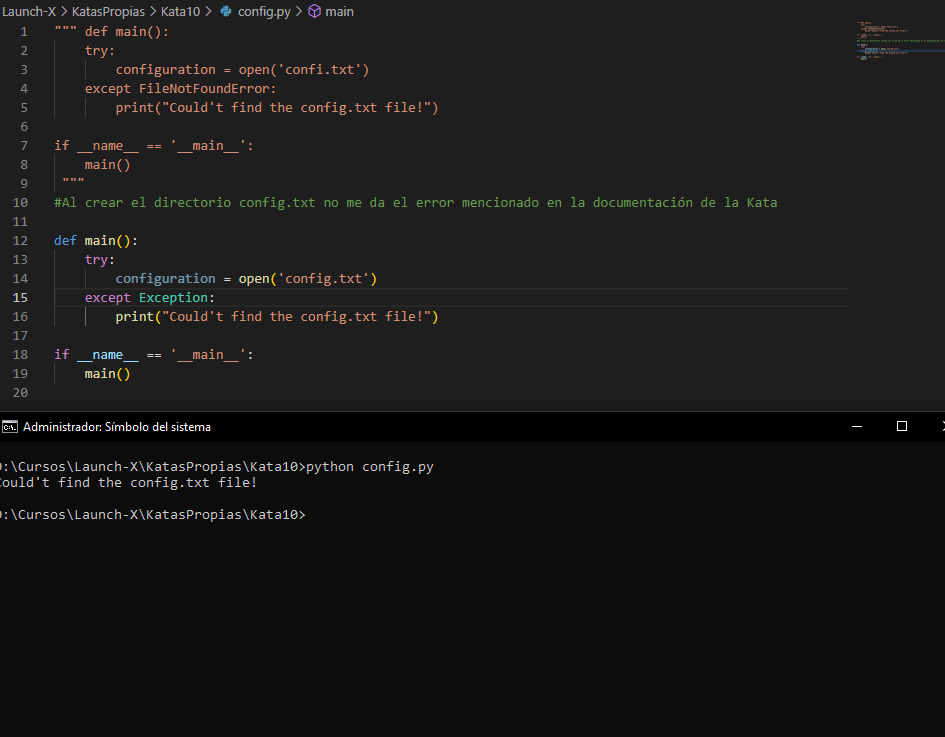 Launch-X > KatasPropias > Kata10 > config.py > main
1 """ def main():
2 try:
3 configuration = open('confi.txt')
4 except FileNotFoundError:
5 print("Could't find the config.txt file!")
6
7 if __name__ == '__main__':
8 main()
9 """
10 #Al crear el directorio config.txt no me da el error mencionado en la documentación de la Kata
11
12 def main():
13 try:
14 configuration = open('config.txt')
15 except Exception:
16 print("Could't find the config.txt file!")
17
18 if __name__ == '__main__':
19 main()
20
Administrador: Símbolo del sistema
D:\Cursos\Launch-X\KatasPropias\Kata10>python config.py
Could't find the config.txt file!
D:\Cursos\Launch-X\KatasPropias\Kata10>